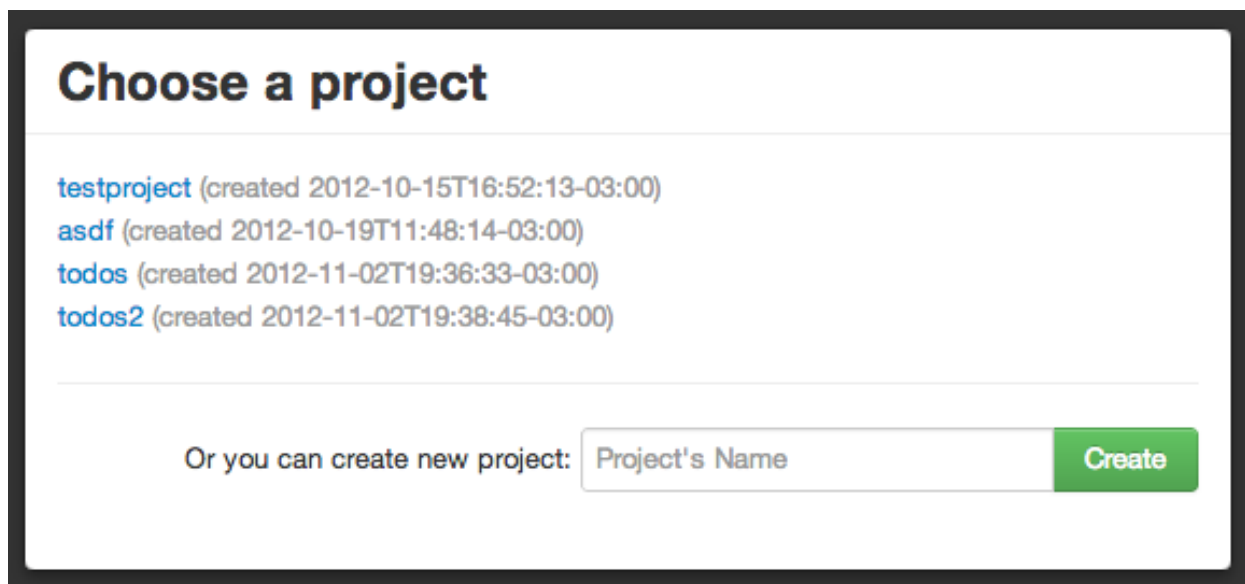 Choose a project
testproject (created 2012-10-15T16:52:13-03:00)
asdf (created 2012-10-19T11:48:14-03:00)
todos (created 2012-11-02T19:36:33-03:00)
todos2 (created 2012-11-02T19:38:45-03:00)
Or you can create new project: Project's Name Create